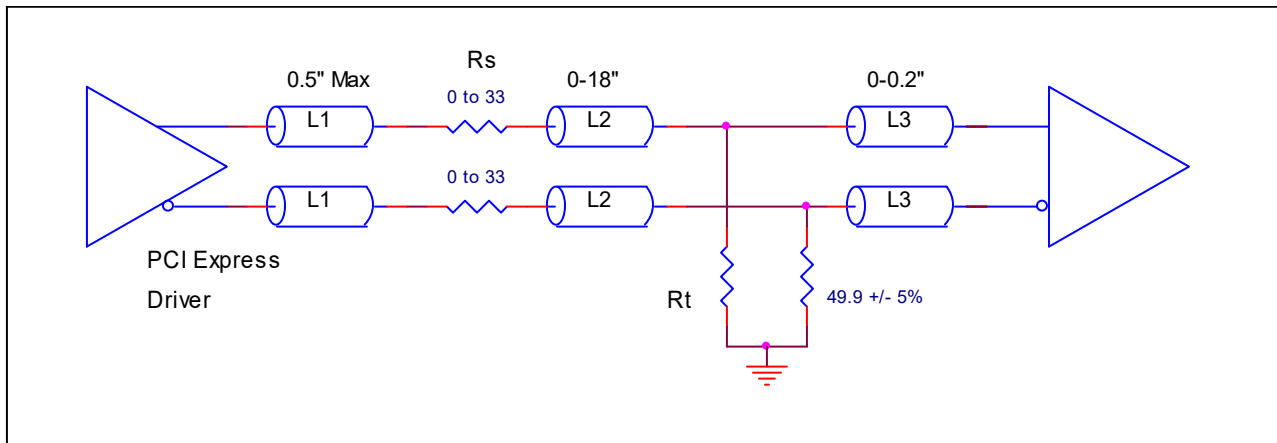 Rs
0.5" Max
0-18"
0-0.2"
0 to 33
L1
L2
L3
0 to 33
L1
L2
L3
PCI Express
Driver
Rt
49.9 +/- 5%